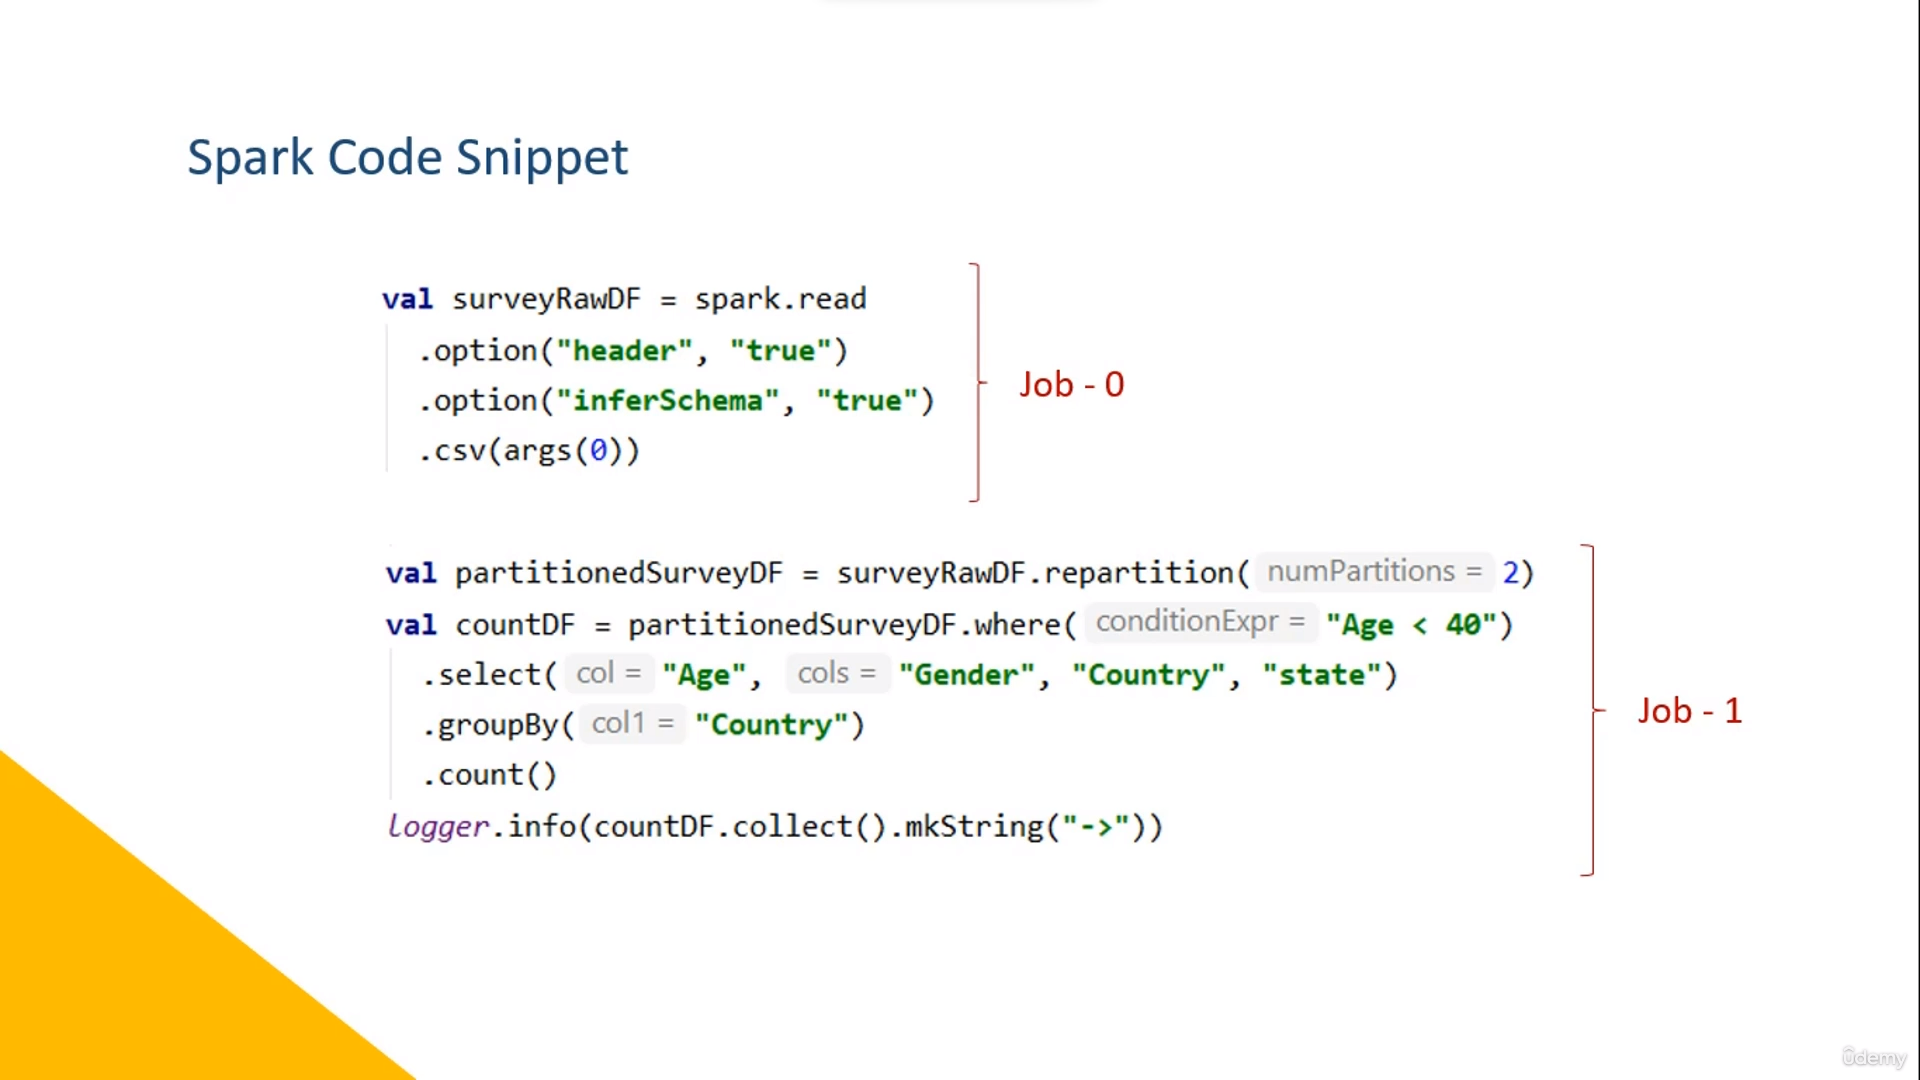 Spark Code Snippet
val surveyRawDF = spark.read
.option("header", "true")
.option("inferSchema", "true")
.csv(args(0))
Job - 0
val partitionedSurveyDF = surveyRawDF.repartition( numPartitions = 2)
val countDF = partitionedSurveyDF.where( conditionExpr = "Age < 40")
.select( col = "Age", cols = "Gender", "Country", "state")
.groupBy( col1 = "Country")
.count()
logger.info(countDF.collect().mkString("->"))
Job - 1
ûdemy